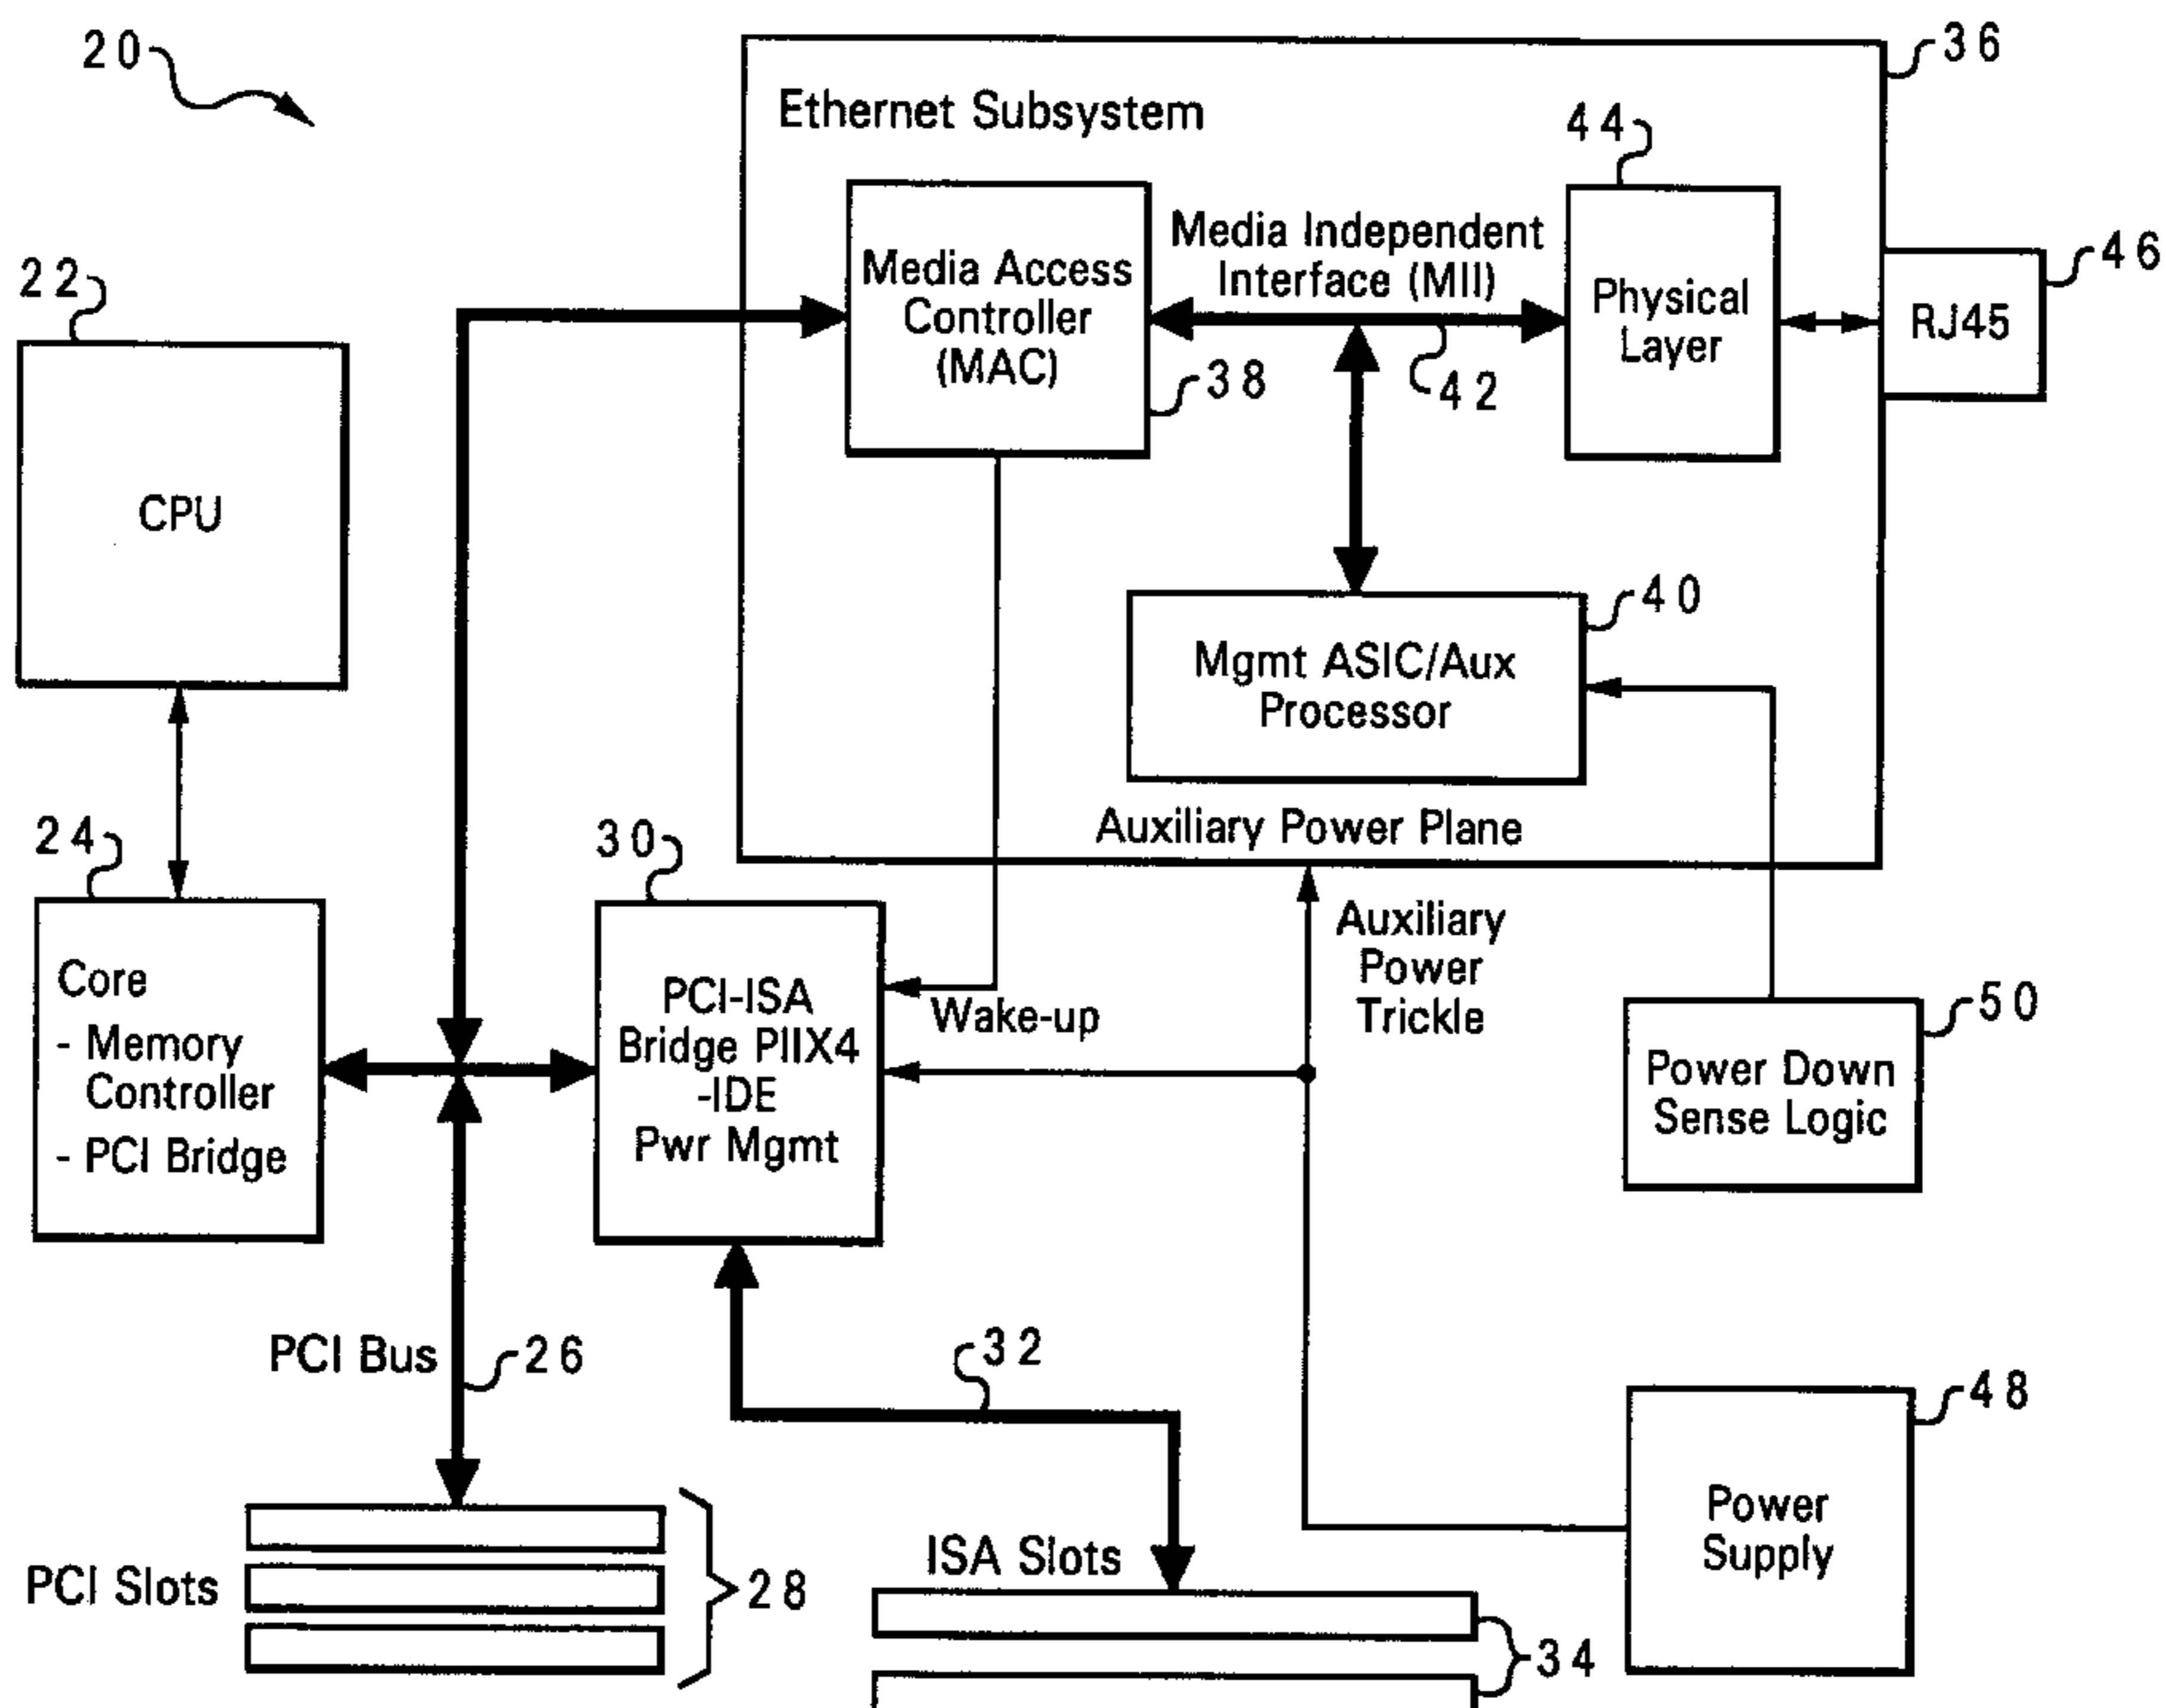 20
36
Ethernet Subsystem
44
22
Media Access
Controller
(MAC)
38
Media Independent
Interface (MII)
42
Physical
Layer
46
RJ45
CPU
40
Mgmt ASIC/Aux
Processor
Auxiliary Power Plane
24
Core
- Memory
Controller
- PCI Bridge
30
PCI-ISA
Bridge PIIX4
-IDE
Pwr Mgmt
Wake-up
Auxiliary
Power
Trickle
50
Power Down
Sense Logic
PCI Bus
26
32
48
Power
Supply
PCI Slots
28
ISA Slots
34